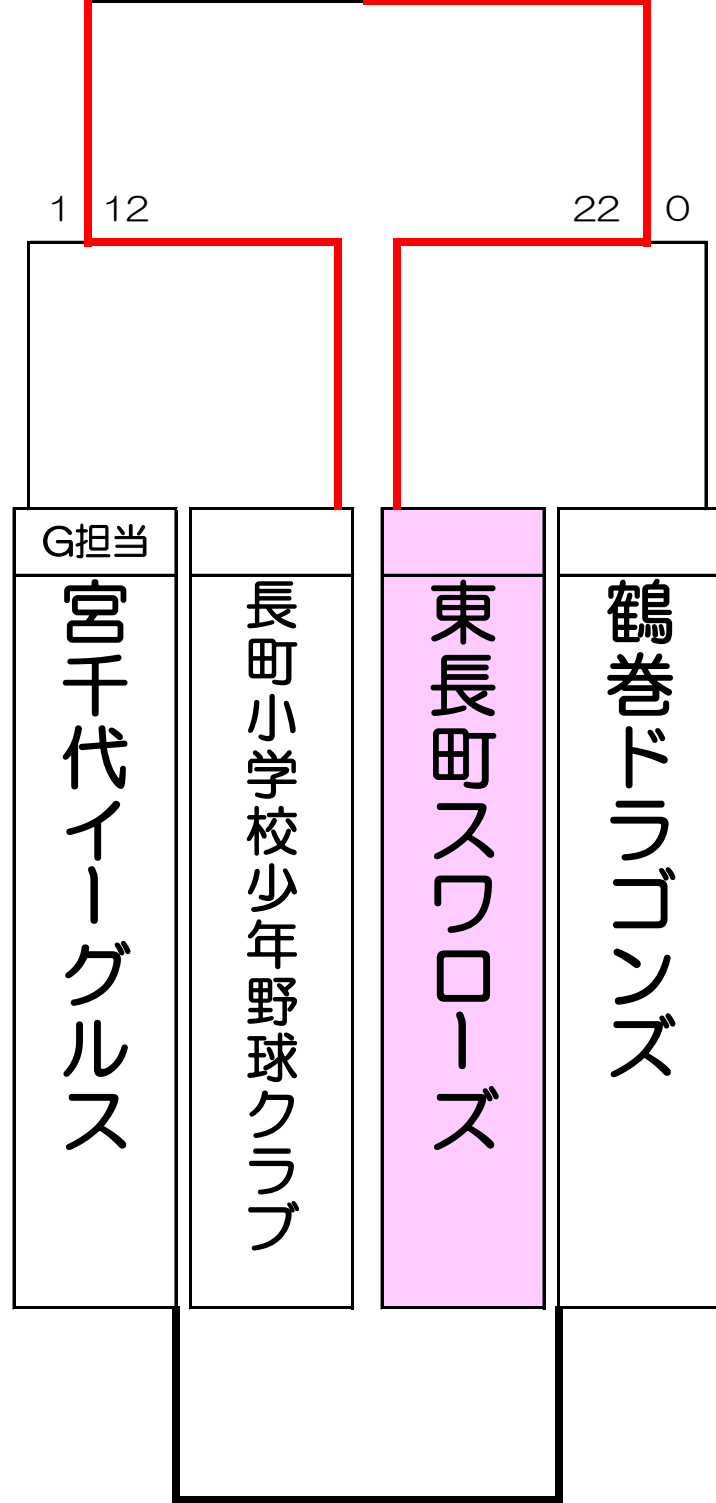 1 12
22 0
G担当
宮千代イーグルス
長町小学校少年野球クラブ
東長町スワローズ
鶴巻ドラゴンズ